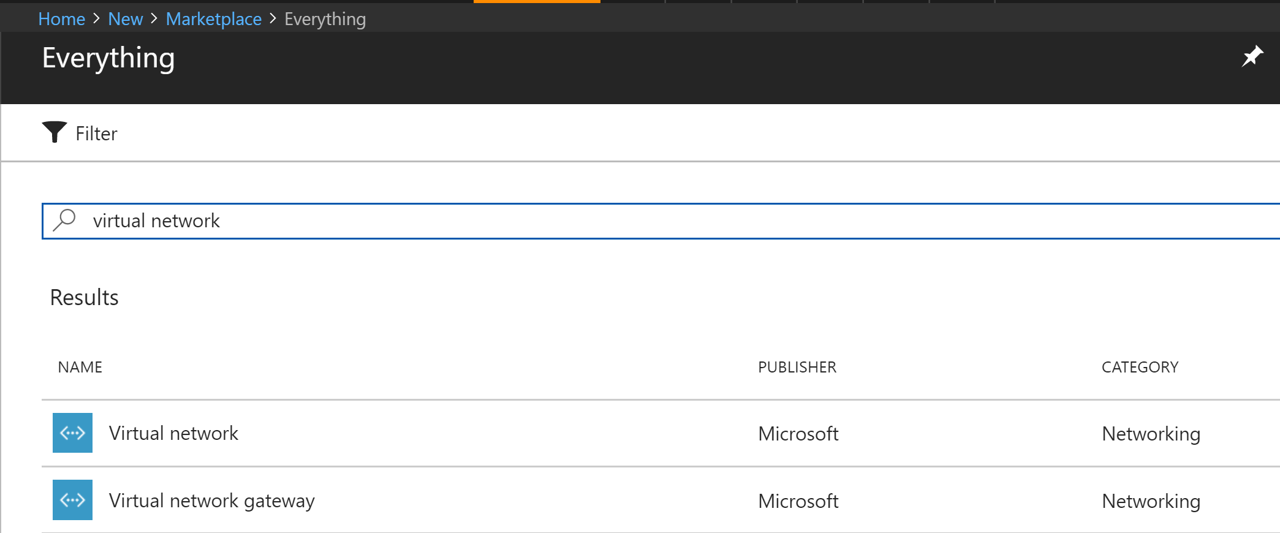 Home > New > Marketplace > Everything
Everything
Filter
virtual network
Results
NAME PUBLISHER CATEGORY
Virtual network Microsoft Networking
Virtual network gateway Microsoft Networking